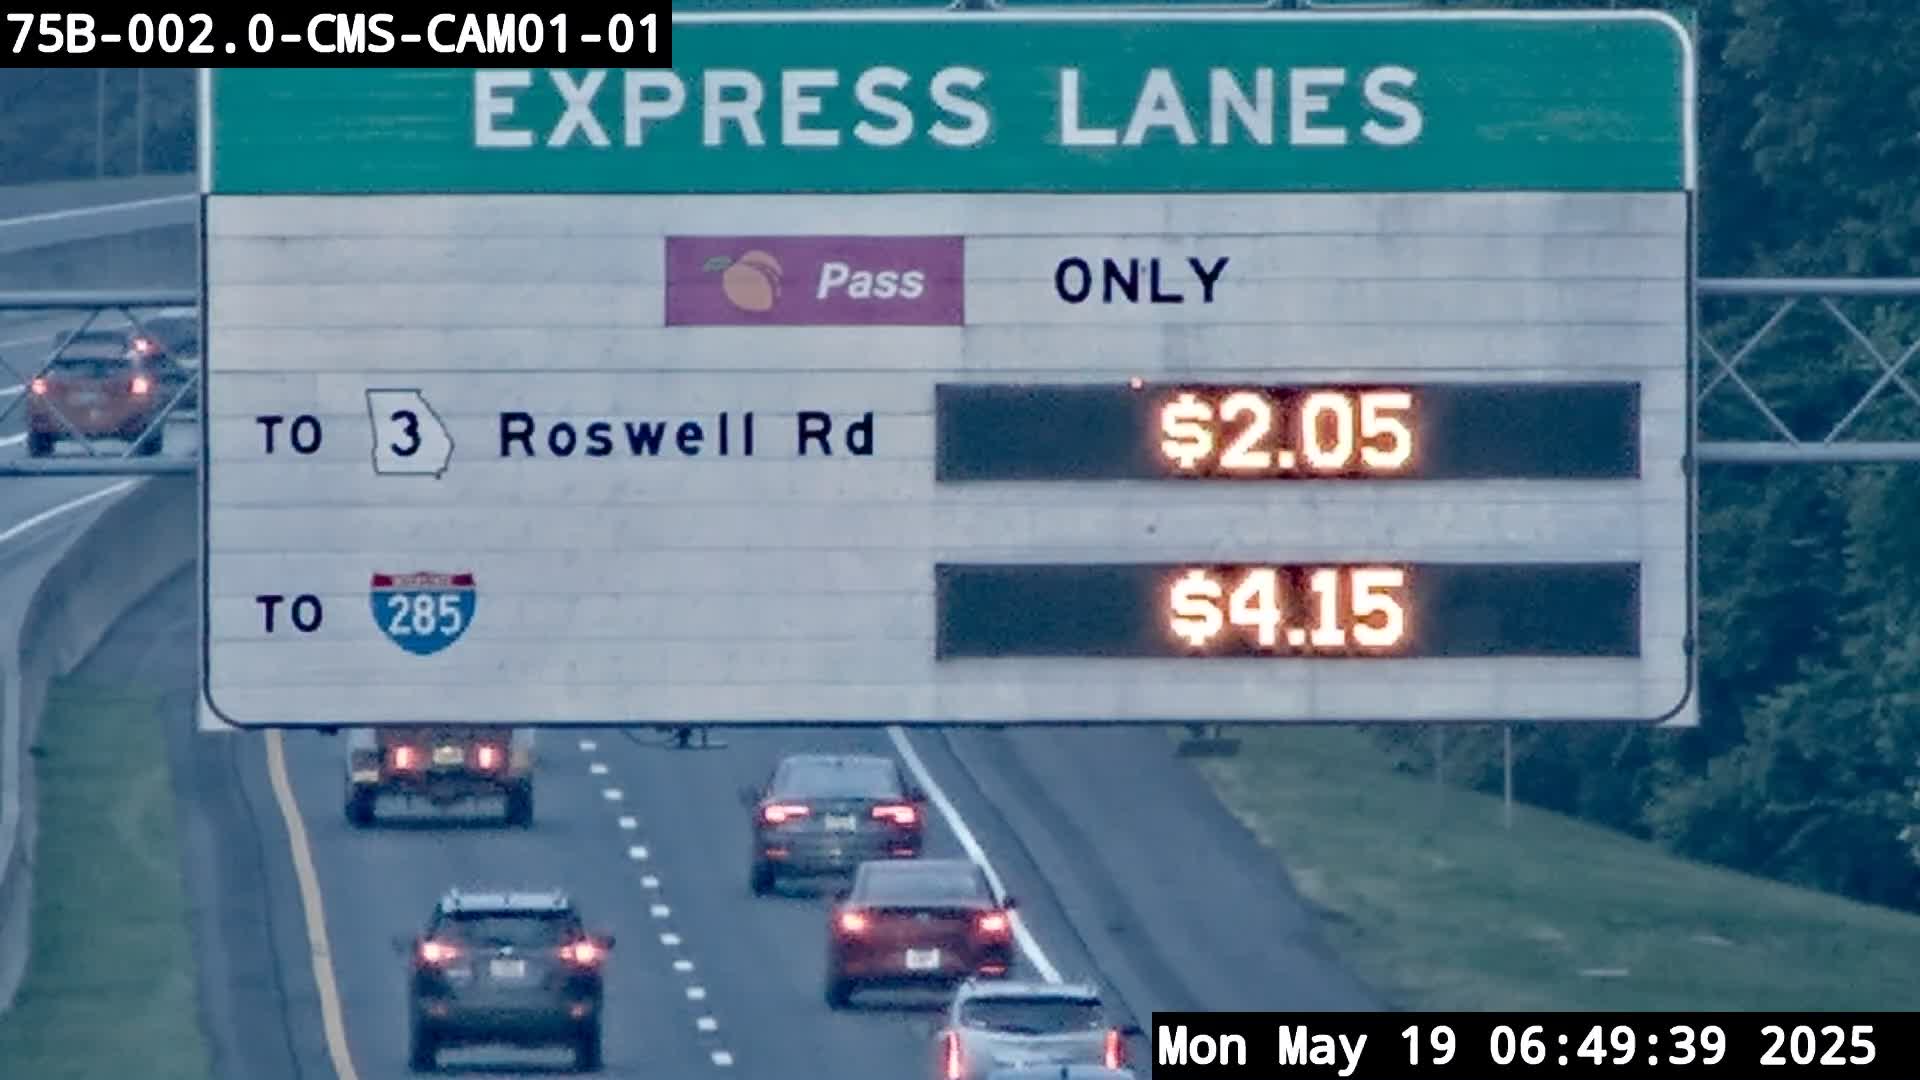 75B-002.0-CMS-CAM01-01
EXPRESS LANES
Pass ONLY
TO 3 Roswell Rd $2.05
TO 285 $4.15
Mon May 19 06:49:39 2025